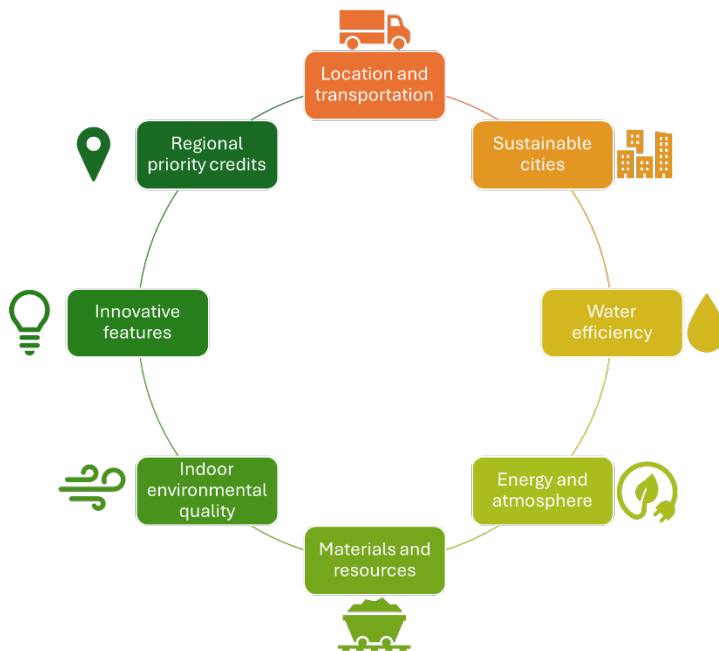 Location and
transportation
Sustainable
cities
Water
efficiency
Energy and
atmosphere
Materials and
resources
Indoor
environmental
quality
Innovative
features
Regional
priority credits